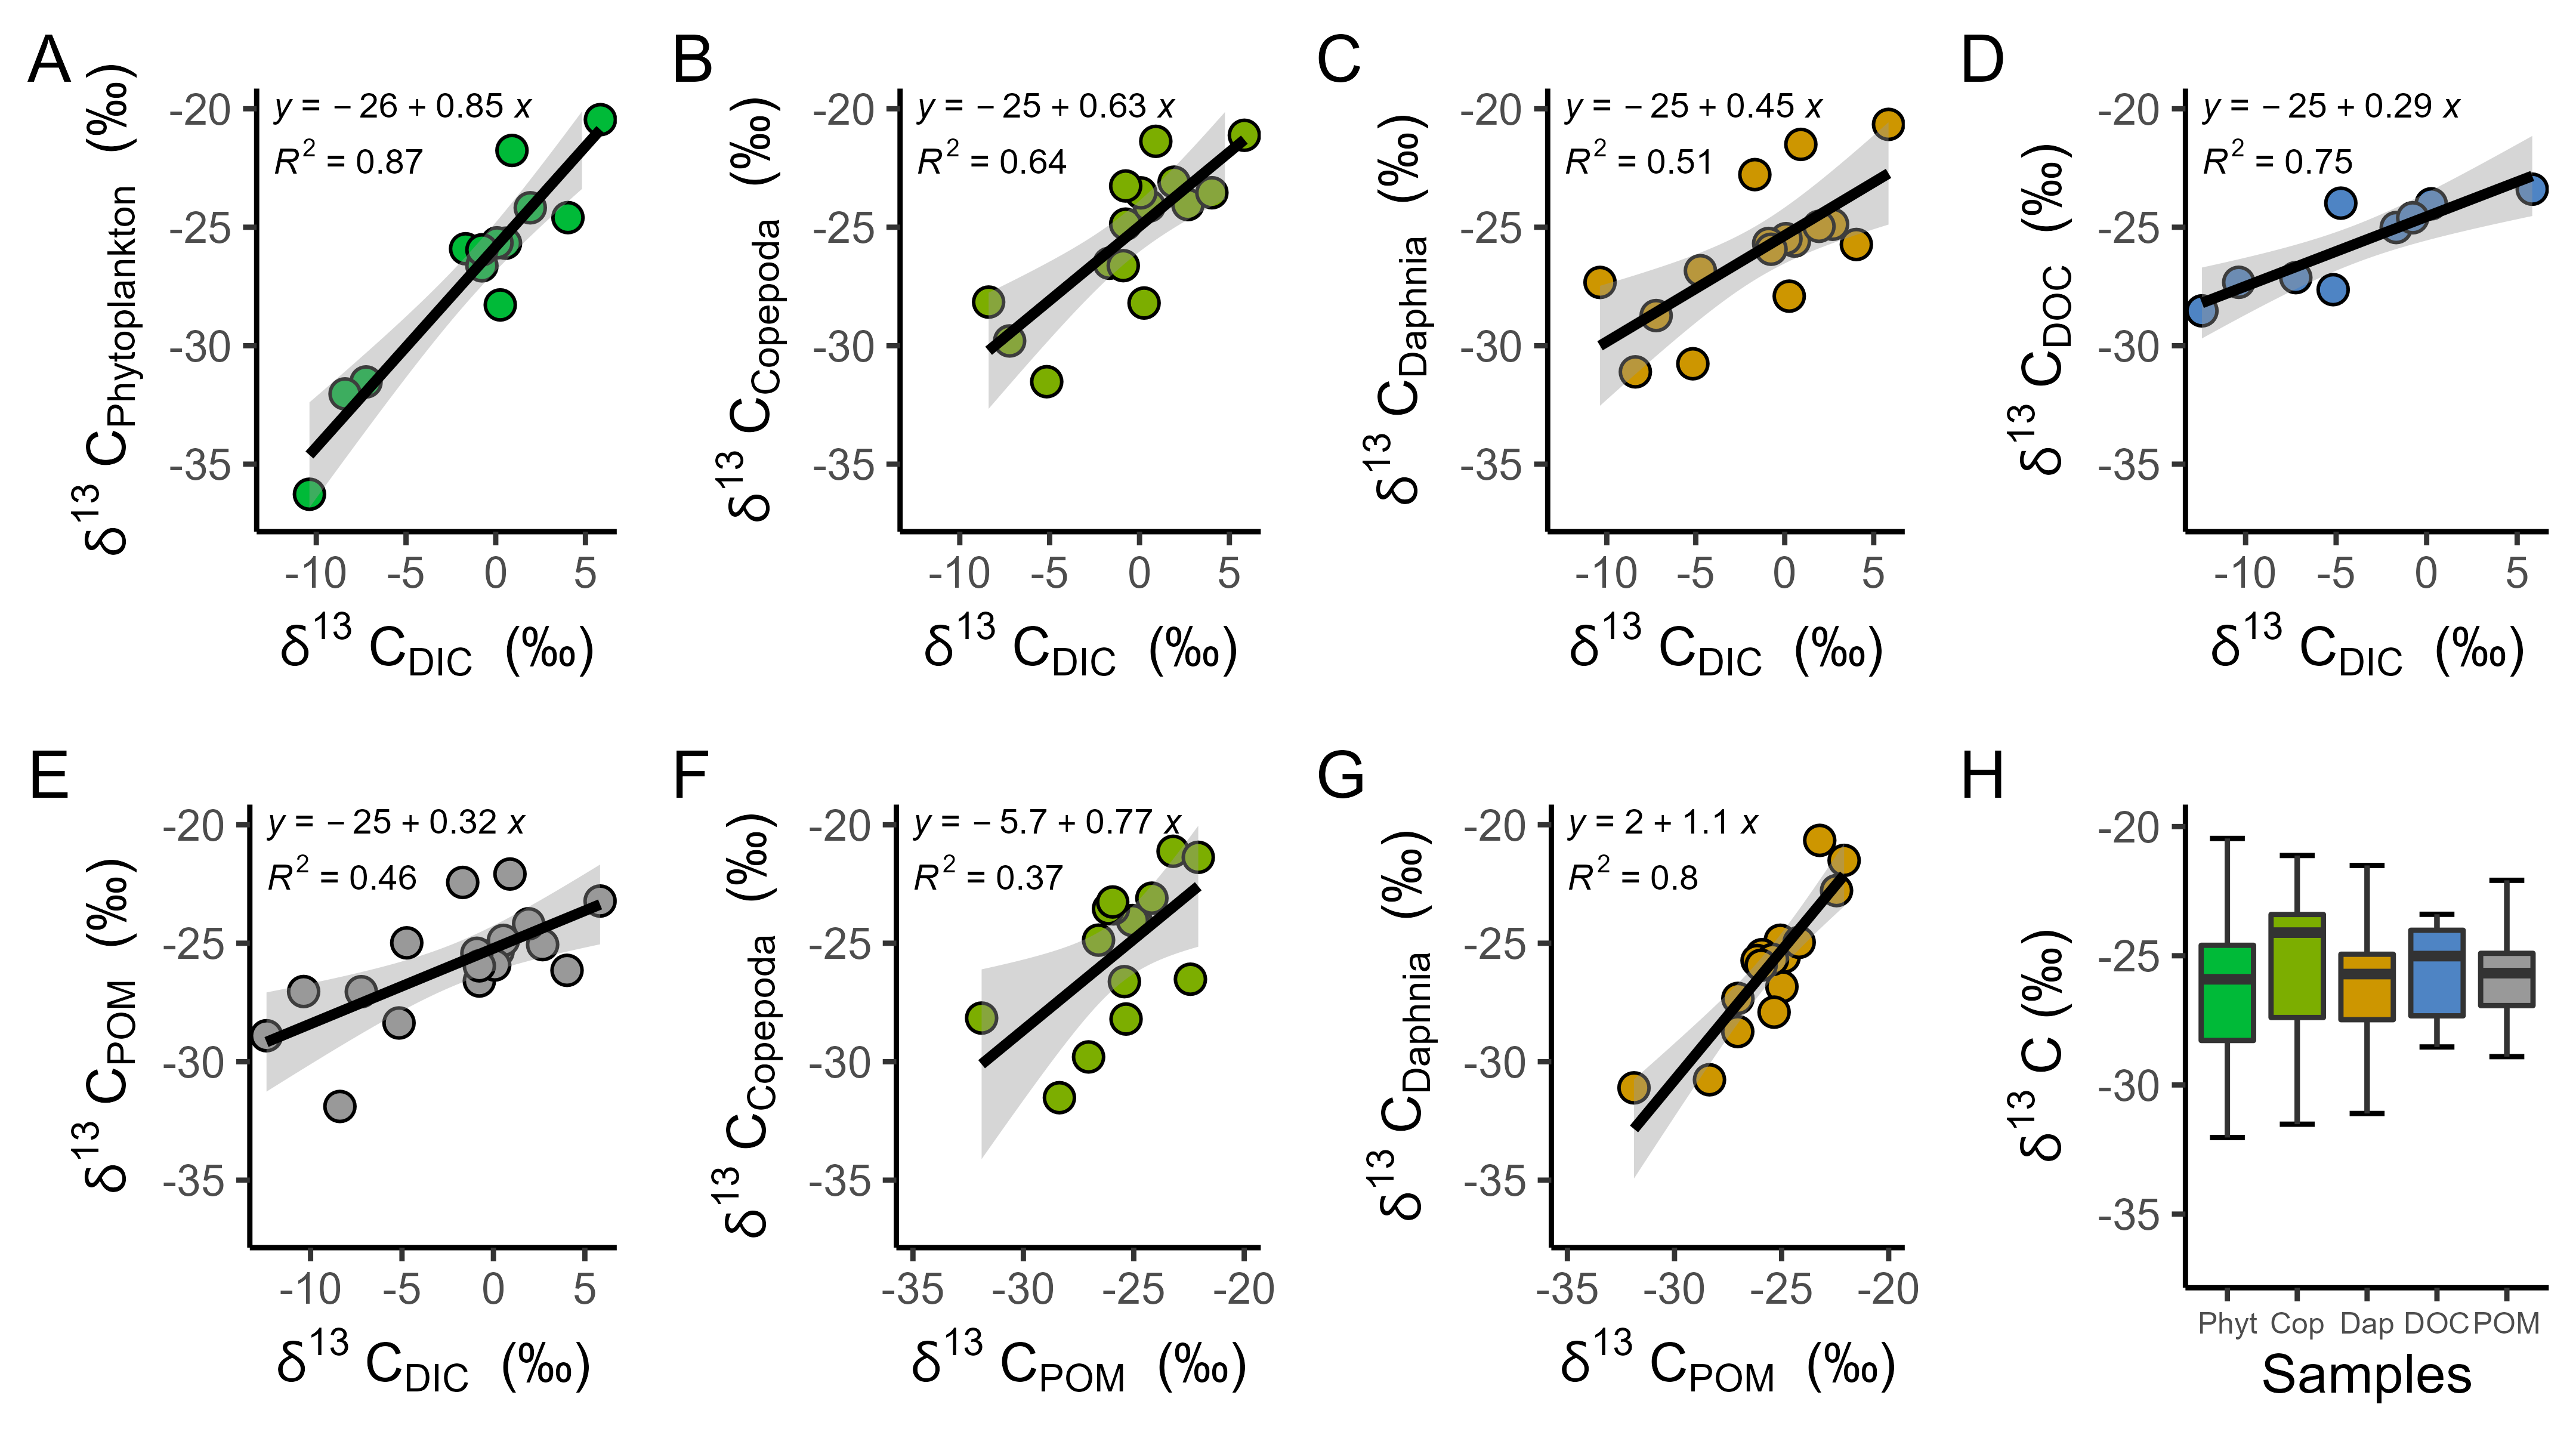 A
δ13 CPhytoplankton (‰)
y = − 26 + 0.85 x
R2 = 0.87
-20
-25
-30
-35
-10 -5 0 5
δ13 CDIC (‰)
B
δ13 CCopepoda (‰)
y = − 25 + 0.63 x
R2 = 0.64
-20
-25
-30
-35
-10 -5 0 5
δ13 CDIC (‰)
C
δ13 CDaphnia (‰)
y = − 25 + 0.45 x
R2 = 0.51
-20
-25
-30
-35
-10 -5 0 5
δ13 CDIC (‰)
D
δ13 CDOC (‰)
y = − 25 + 0.29 x
R2 = 0.75
-20
-25
-30
-35
-10 -5 0 5
δ13 CDIC (‰)
E
δ13 CPOM (‰)
y = − 25 + 0.32 x
R2 = 0.46
-20
-25
-30
-35
-10 -5 0 5
δ13 CDIC (‰)
F
δ13 CCopepoda (‰)
y = − 5.7 + 0.77 x
R2 = 0.37
-20
-25
-30
-35
-35 -30 -25 -20
δ13 CPOM (‰)
G
δ13 CDaphnia (‰)
y = 2 + 1.1 x
R2 = 0.8
-20
-25
-30
-35
-35 -30 -25 -20
δ13 CPOM (‰)
H
δ13 C (‰)
-20
-25
-30
-35
Phyt Cop Dap DOC POM
Samples